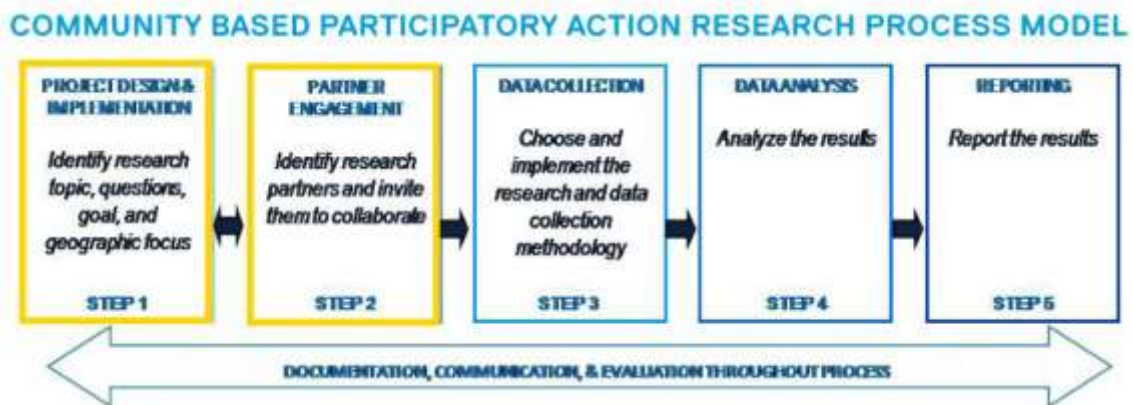 COMMUNITY BASED PARTICIPATORY ACTION RESEARCH PROCESS MODEL
PROJECT DESIGN &
IMPLEMENTATION
Identify research
topic, questions,
goal, and
geographic focus
STEP 1
PARTNER
ENGAGEMENT
Identify research
partners and invite
them to collaborate
STEP 2
DATA COLLECTION
Choose and
implement the
research and data
collection
methodology
STEP 3
DATA ANALYSIS
Analyze the results
STEP 4
REPORTING
Report the results
STEP 5
DOCUMENTATION, COMMUNICATION, & EVALUATION THROUGHOUT PROCESS